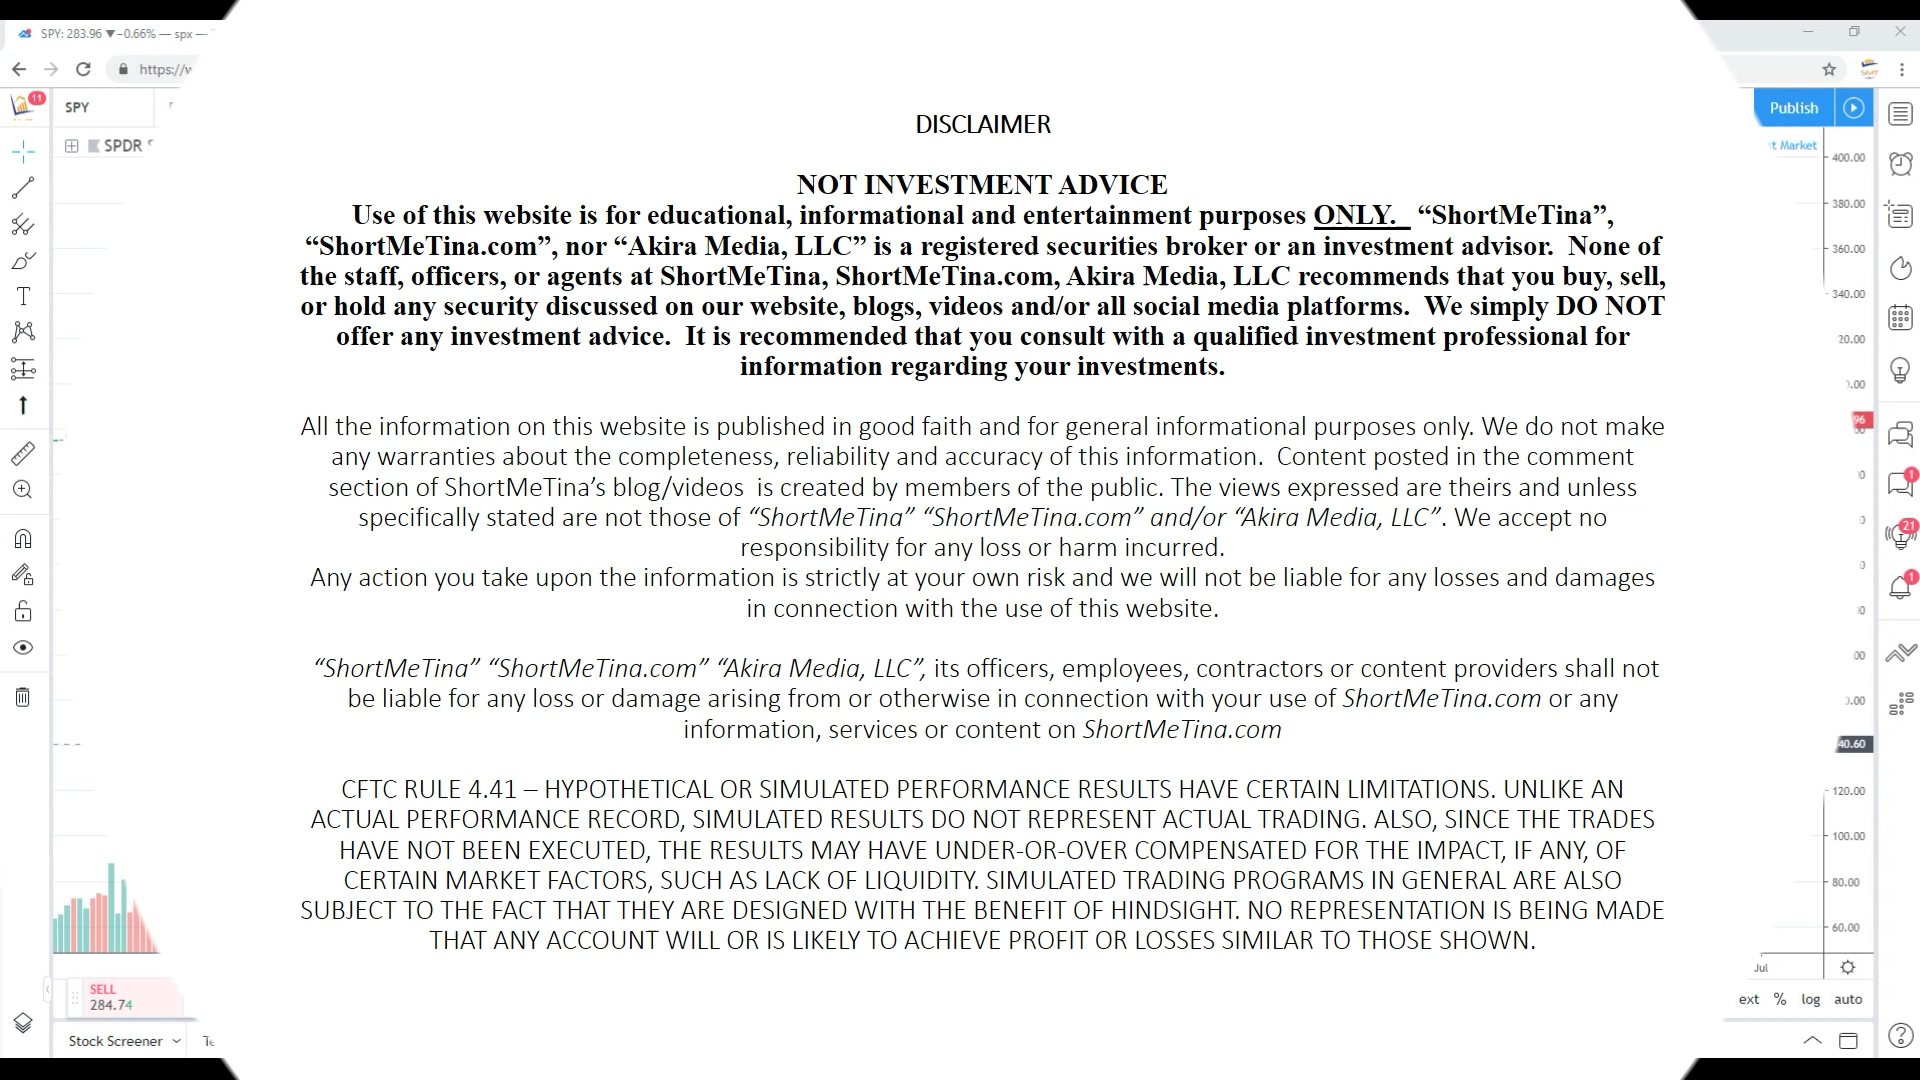 SPY: 283.96 ▼−0.66% — spx —
https://w
11
SPY
Publish
SPDR
t Market
400.00
380.00
360.00
340.00
20.00
DISCLAIMER
NOT INVESTMENT ADVICE
Use of this website is for educational, informational and entertainment purposes ONLY. “ShortMeTina”,
“ShortMeTina.com”, nor “Akira Media, LLC” is a registered securities broker or an investment advisor. None of
the staff, officers, or agents at ShortMeTina, ShortMeTina.com, Akira Media, LLC recommends that you buy, sell,
or hold any security discussed on our website, blogs, videos and/or all social media platforms. We simply DO NOT
offer any investment advice. It is recommended that you consult with a qualified investment professional for
information regarding your investments.
All the information on this website is published in good faith and for general informational purposes only. We do not make
any warranties about the completeness, reliability and accuracy of this information. Content posted in the comment
section of ShortMeTina’s blog/videos is created by members of the public. The views expressed are theirs and unless
specifically stated are not those of “ShortMeTina” “ShortMeTina.com” and/or “Akira Media, LLC”. We accept no
responsibility for any loss or harm incurred.
Any action you take upon the information is strictly at your own risk and we will not be liable for any losses and damages
in connection with the use of this website.
“ShortMeTina” “ShortMeTina.com” “Akira Media, LLC”, its officers, employees, contractors or content providers shall not
be liable for any loss or damage arising from or otherwise in connection with your use of ShortMeTina.com or any
information, services or content on ShortMeTina.com
CFTC RULE 4.41 – HYPOTHETICAL OR SIMULATED PERFORMANCE RESULTS HAVE CERTAIN LIMITATIONS. UNLIKE AN
ACTUAL PERFORMANCE RECORD, SIMULATED RESULTS DO NOT REPRESENT ACTUAL TRADING. ALSO, SINCE THE TRADES
HAVE NOT BEEN EXECUTED, THE RESULTS MAY HAVE UNDER-OR-OVER COMPENSATED FOR THE IMPACT, IF ANY, OF
CERTAIN MARKET FACTORS, SUCH AS LACK OF LIQUIDITY. SIMULATED TRADING PROGRAMS IN GENERAL ARE ALSO
SUBJECT TO THE FACT THAT THEY ARE DESIGNED WITH THE BENEFIT OF HINDSIGHT. NO REPRESENTATION IS BEING MADE
THAT ANY ACCOUNT WILL OR IS LIKELY TO ACHIEVE PROFIT OR LOSSES SIMILAR TO THOSE SHOWN.
1
21
1
40.60
120.00
100.00
80.00
60.00
Jul
SELL
284.74
ext % log auto
Stock Screener